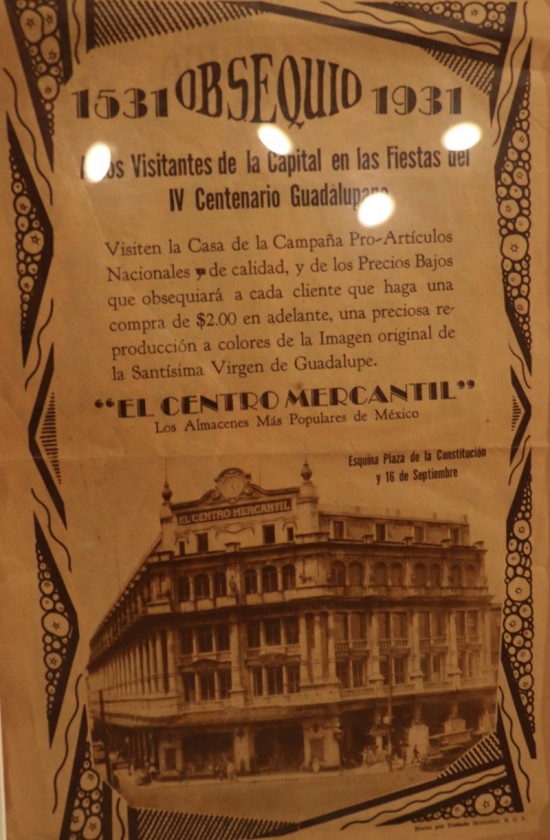 1531 OBSEQUIO 1931
los Visitantes de la Capital en las Fiestas del
IV Centenario Guadalupano
Visiten la Casa de la Campaña Pro-Artículos
Nacionales y de calidad, y de los Precios Bajos
que obsequiará a cada cliente que haga una
compra de $2.00 en adelante, una preciosa re-
producción a colores de la Imagen original de
la Santísima Virgen de Guadalupe.
"EL CENTRO MERCANTIL"
Los Almacenes Más Populares de México
Esquina Plaza de la Constitución
y 16 de Septiembre
EL CENTRO MERCANTIL